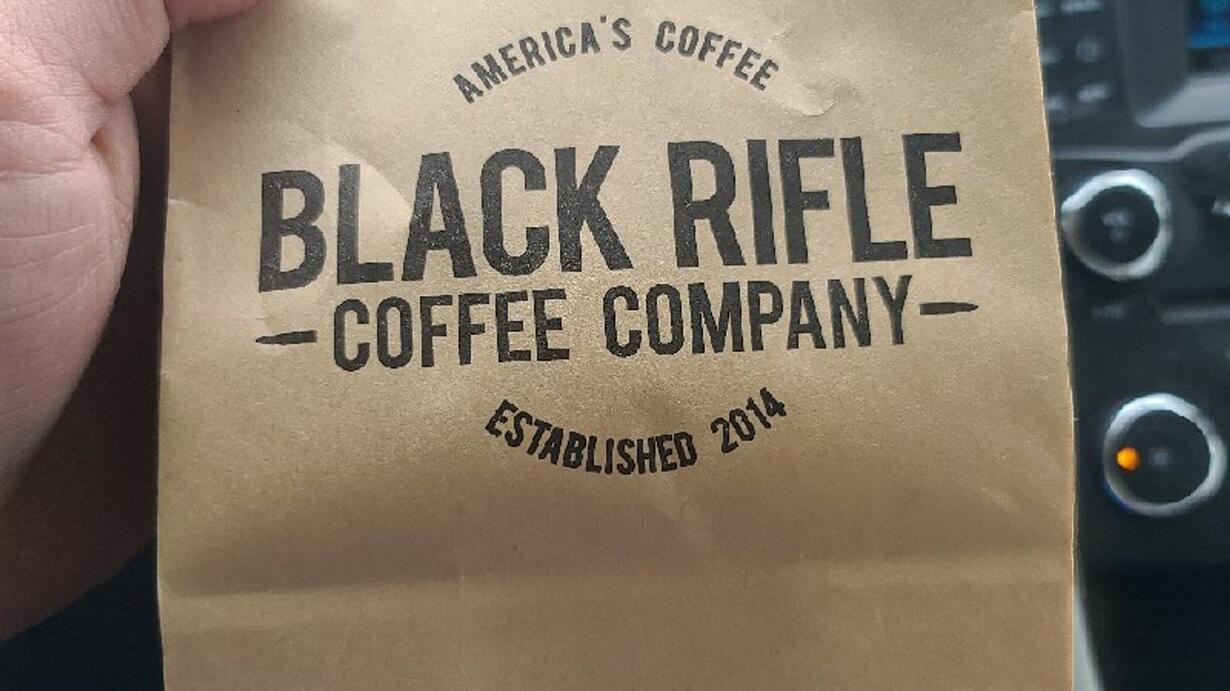 AMERICA'S COFFEE
BLACK RIFLE
COFFEE COMPANY
ESTABLISHED 2014